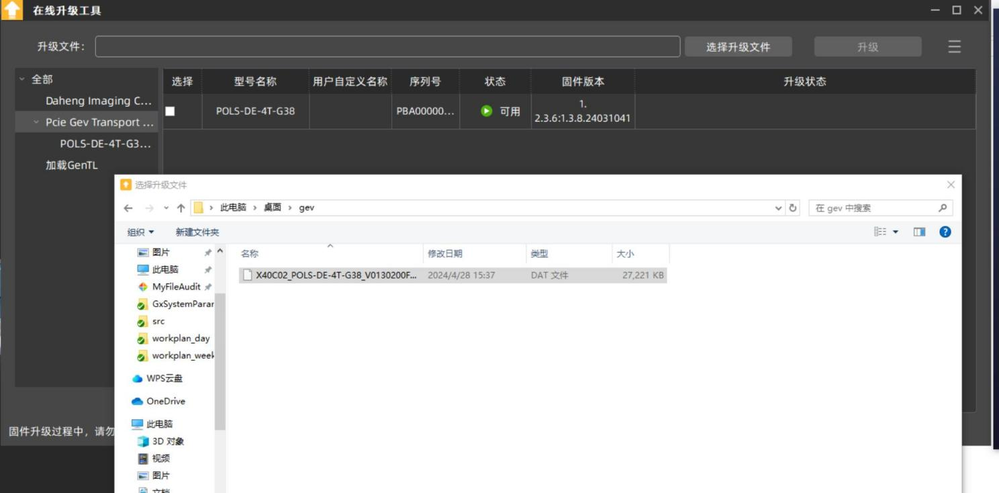 在线升级工具
升级文件: 选择升级文件 升级
全部
Daheng Imaging C...
Pcie Gev Transport ...
POLS-DE-4T-G3...
加载GenTL
选择 型号名称 用户自定义名称 序列号 状态 固件版本 升级状态
POLS-DE-4T-G38 PBA00000... 可用 1.
2.3.6:1.3.8.24031041
选择升级文件
此电脑 › 桌面 › gev 在 gev 中搜索
组织 新建文件夹
名称 修改日期 类型 大小
X40C02_POLS-DE-4T-G38_V0130200F... 2024/4/28 15:37 DAT 文件 27,221 KB
图片
此电脑
MyFileAudit
GxSystemParar
src
workplan_day
workplan_week
WPS云盘
OneDrive
此电脑
3D 对象
视频
图片
文档
固件升级过程中，请勿